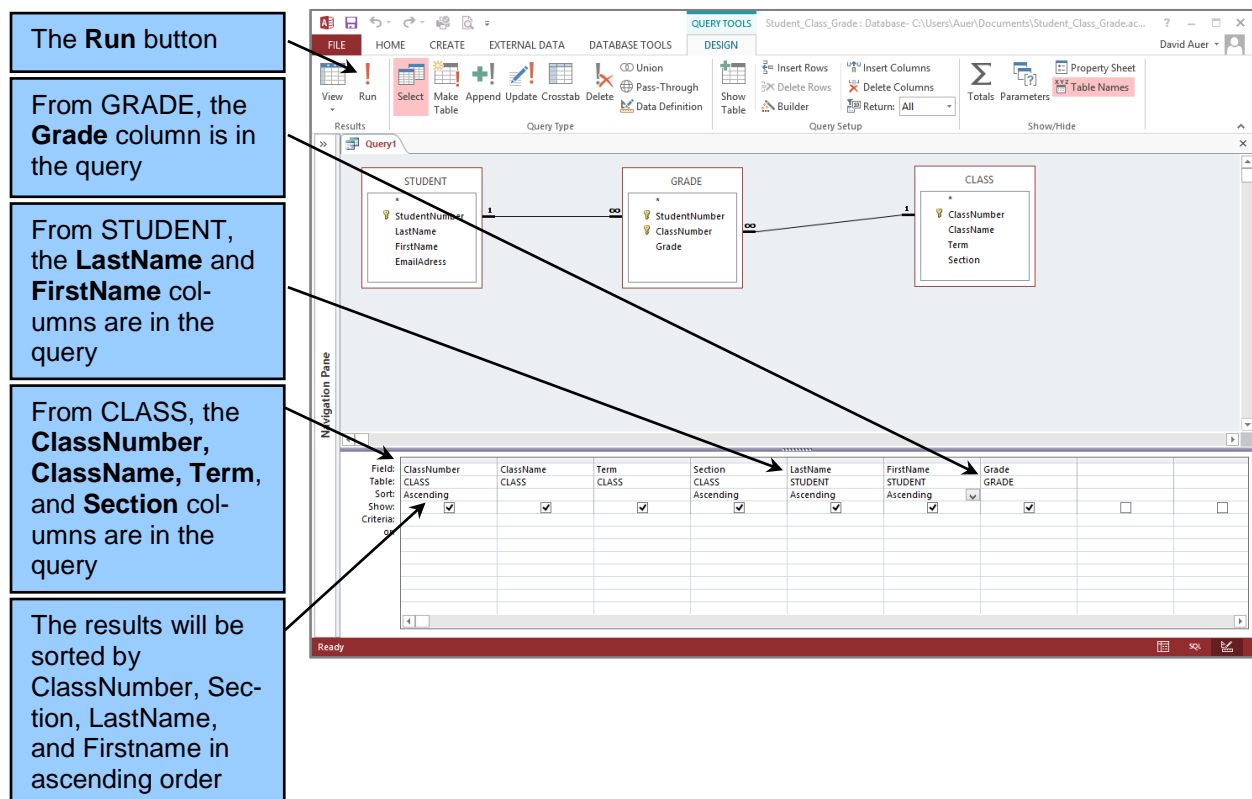 The Run button
From GRADE, the
Grade column is in
the query
From STUDENT,
the LastName and
FirstName col-
umns are in the
query
From CLASS, the
ClassNumber,
ClassName, Term,
and Section col-
umns are in the
query
The results will be
sorted by
ClassNumber, Sec-
tion, LastName,
and Firstname in
ascending order
QUERY TOOLS Student_Class_Grade : Database- C:\Users\Auer\Documents\Student_Class_Grade.ac... ?
FILE HOME CREATE EXTERNAL DATA DATABASE TOOLS DESIGN David Auer
View Run Select Make Table Append Update Crosstab Delete
Union
Pass-Through
Data Definition
Show Table
Insert Rows
Delete Rows
Builder
Insert Columns
Delete Columns
Return: All
Totals Parameters
Property Sheet
Table Names
Results Query Type Query Setup Show/Hide
Query1
Navigation Pane
STUDENT
*
StudentNumber
LastName
FirstName
EmailAdress
1 ∞
GRADE
StudentNumber
ClassNumber
Grade
∞ 1
CLASS
*
ClassNumber
ClassName
Term
Section
Field: ClassNumber ClassName Term Section LastName FirstName Grade
Table: CLASS CLASS CLASS CLASS STUDENT STUDENT GRADE
Sort: Ascending Ascending Ascending Ascending
Show:
Criteria:
or:
Ready SQL